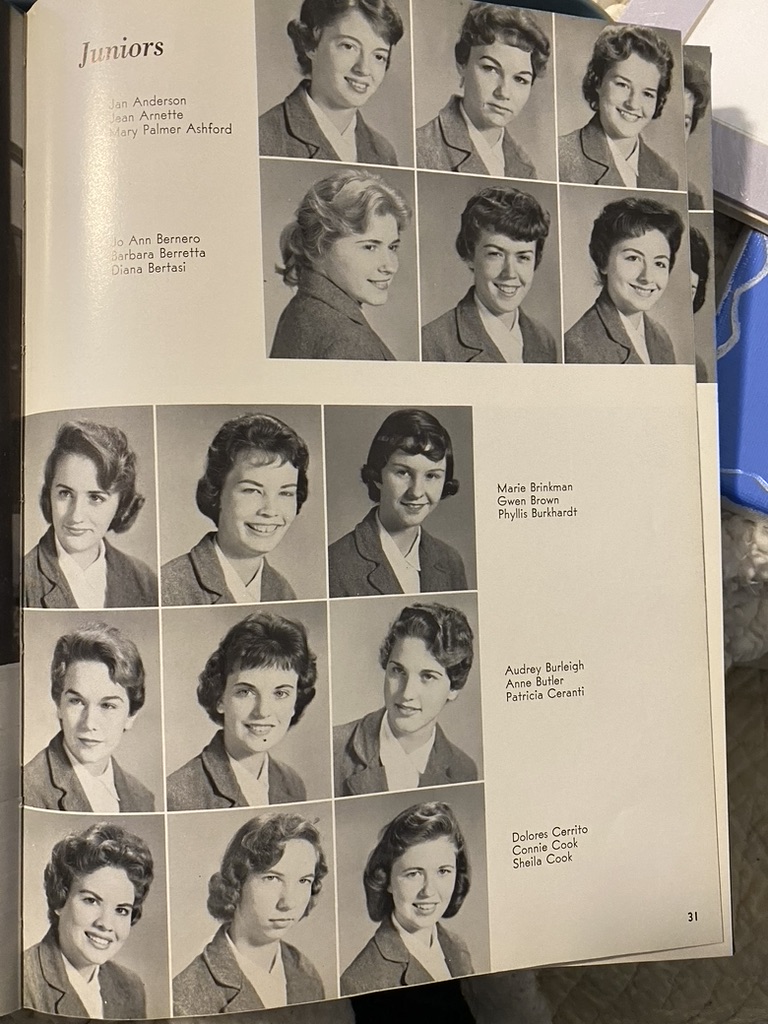 Juniors
Jan Anderson
Jean Arnette
Mary Palmer Ashford
Jo Ann Bernero
Barbara Berretta
Diana Bertasi
Marie Brinkman
Gwen Brown
Phyllis Burkhardt
Audrey Burleigh
Anne Butler
Patricia Ceranti
Dolores Cerrito
Connie Cook
Sheila Cook
31